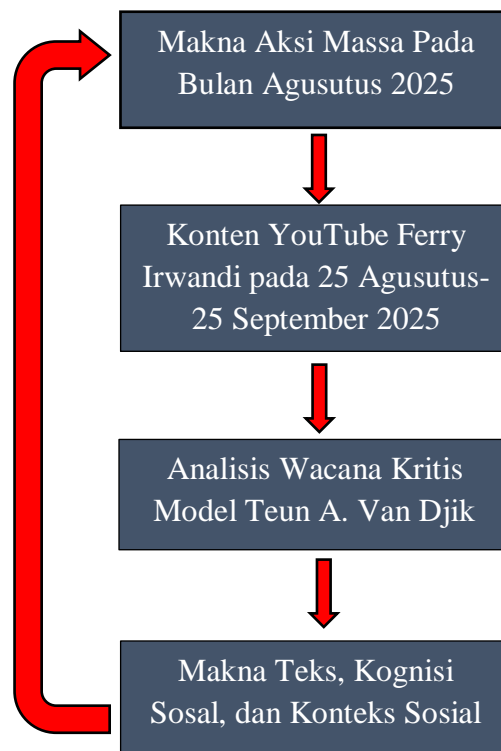 Makna Aksi Massa Pada
Bulan Agusutus 2025
Konten YouTube Ferry
Irwandi pada 25 Agusutus-
25 September 2025
Analisis Wacana Kritis
Model Teun A. Van Djik
Makna Teks, Kognisi
Sosal, dan Konteks Sosial